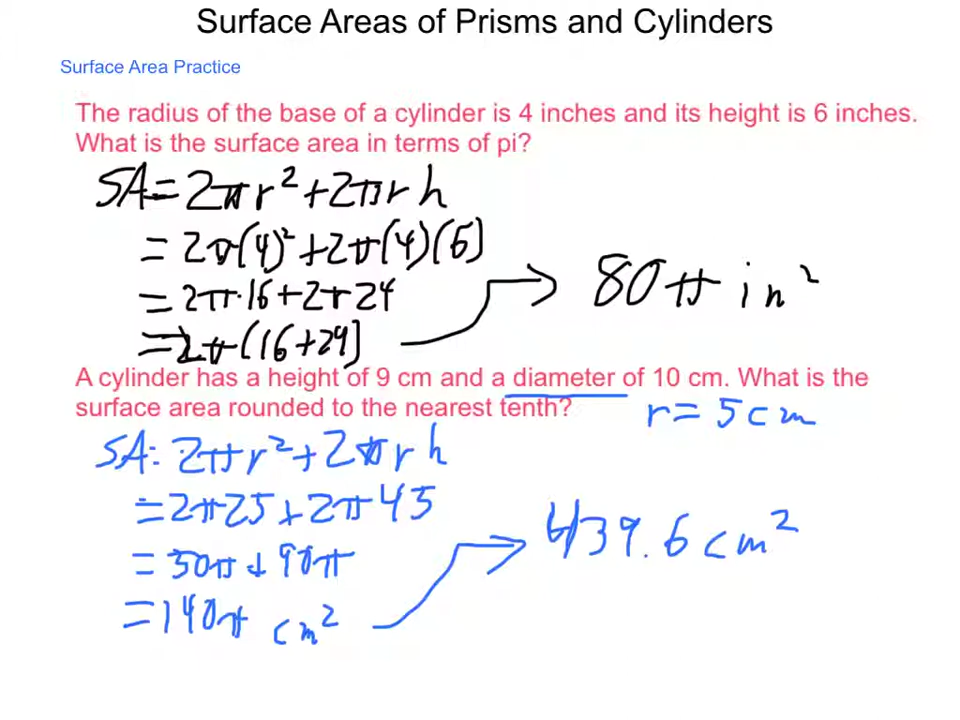 Surface Areas of Prisms and Cylinders
Surface Area Practice
The radius of the base of a cylinder is 4 inches and its height is 6 inches.
What is the surface area in terms of pi?
SA=2πr²+2πrh
=2π(4)²+2π(4)(6)
=2π·16+2π24
=2π(16+24)
80π in²
A cylinder has a height of 9 cm and a diameter of 10 cm. What is the
surface area rounded to the nearest tenth?
r=5cm
SA=2πr²+2πrh
=2π25+2π45
=50π+90π
=140π cm²
439.6cm²